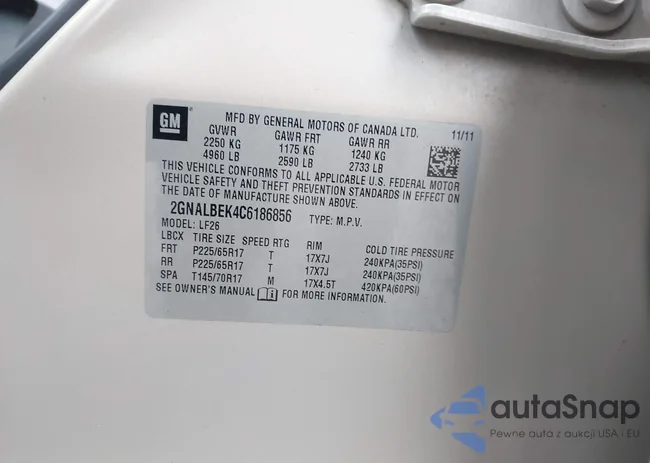 GM
MFD BY GENERAL MOTORS OF CANADA LTD. 11/11
GVWR GAWR FRT GAWR RR
2250 KG 1175 KG 1240 KG
4960 LB 2590 LB 2733 LB
THIS VEHICLE CONFORMS TO ALL APPLICABLE U.S. FEDERAL MOTOR
VEHICLE SAFETY AND THEFT PREVENTION STANDARDS IN EFFECT ON
THE DATE OF MANUFACTURE SHOWN ABOVE.
2GNALBEK4C6186856 TYPE: M.P.V.
MODEL: LF26
LBCX TIRE SIZE SPEED RTG RIM COLD TIRE PRESSURE
FRT P225/65R17 T 17X7J 240KPA(35PSI)
RR P225/65R17 T 17X7J 240KPA(35PSI)
SPA T145/70R17 M 17X4.5T 420KPA(60PSI)
SEE OWNER'S MANUAL FOR MORE INFORMATION.
autaSnap
Pewne auta z aukcji USA i EU